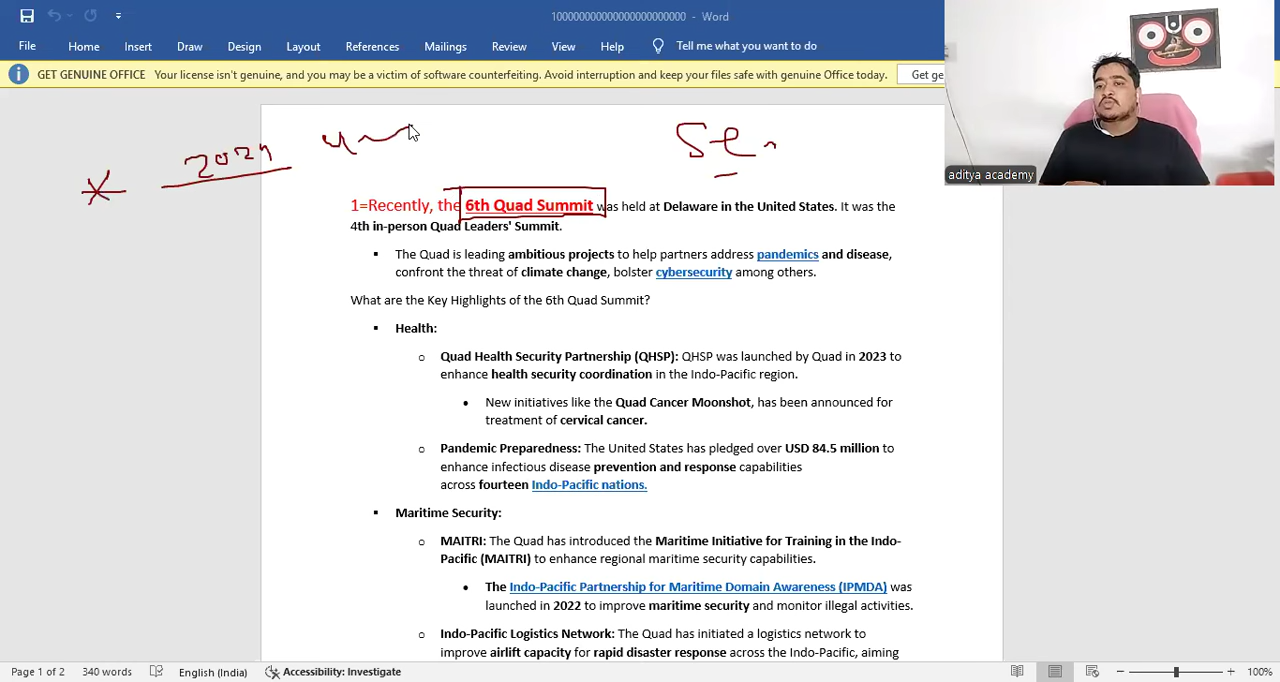 10000000000000000000000 - Word
File Home Insert Draw Design Layout References Mailings Review View Help Tell me what you want to do
GET GENUINE OFFICE Your license isn't genuine, and you may be a victim of software counterfeiting. Avoid interruption and keep your files safe with genuine Office today. Get ge
aditya academy
2024
1=Recently, the 6th Quad Summit was held at Delaware in the United States. It was the
4th in-person Quad Leaders' Summit.
▪ The Quad is leading ambitious projects to help partners address pandemics and disease,
confront the threat of climate change, bolster cybersecurity among others.
What are the Key Highlights of the 6th Quad Summit?
▪ Health:
o Quad Health Security Partnership (QHSP): QHSP was launched by Quad in 2023 to
enhance health security coordination in the Indo-Pacific region.
• New initiatives like the Quad Cancer Moonshot, has been announced for
treatment of cervical cancer.
o Pandemic Preparedness: The United States has pledged over USD 84.5 million to
enhance infectious disease prevention and response capabilities
across fourteen Indo-Pacific nations.
▪ Maritime Security:
o MAITRI: The Quad has introduced the Maritime Initiative for Training in the Indo-
Pacific (MAITRI) to enhance regional maritime security capabilities.
• The Indo-Pacific Partnership for Maritime Domain Awareness (IPMDA) was
launched in 2022 to improve maritime security and monitor illegal activities.
o Indo-Pacific Logistics Network: The Quad has initiated a logistics network to
improve airlift capacity for rapid disaster response across the Indo-Pacific, aiming
Page 1 of 2 340 words English (India) Accessibility: Investigate 100%